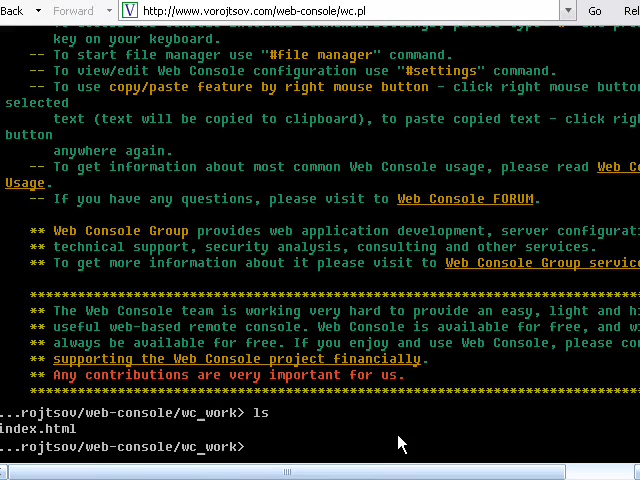 Back Forward http://www.vorojtsov.com/web-console/wc.pl Go
key on your keyboard.
-- To start file manager use "#file manager" command.
-- To view/edit Web Console configuration use "#settings" command.
-- To use copy/paste feature by right mouse button - click right mouse button
selected
text (text will be copied to clipboard), to paste copied text - click righ
button
anywhere again.
-- To get information about most common Web Console usage, please read Web Co
Usage.
-- If you have any questions, please visit to Web Console FORUM.
** Web Console Group provides web application development, server configurati
** technical support, security analysis, consulting and other services.
** To get more information about it please visit to Web Console Group service
*****************************************************************************
** The Web Console team is working very hard to provide an easy, light and hi
** useful web-based remote console. Web Console is available for free, and wi
** always be available for free. If you enjoy and use Web Console, please con
** supporting the Web Console project financially.
** Any contributions are very important for us.
*****************************************************************************
...rojtsov/web-console/wc_work> ls
index.html
...rojtsov/web-console/wc_work>